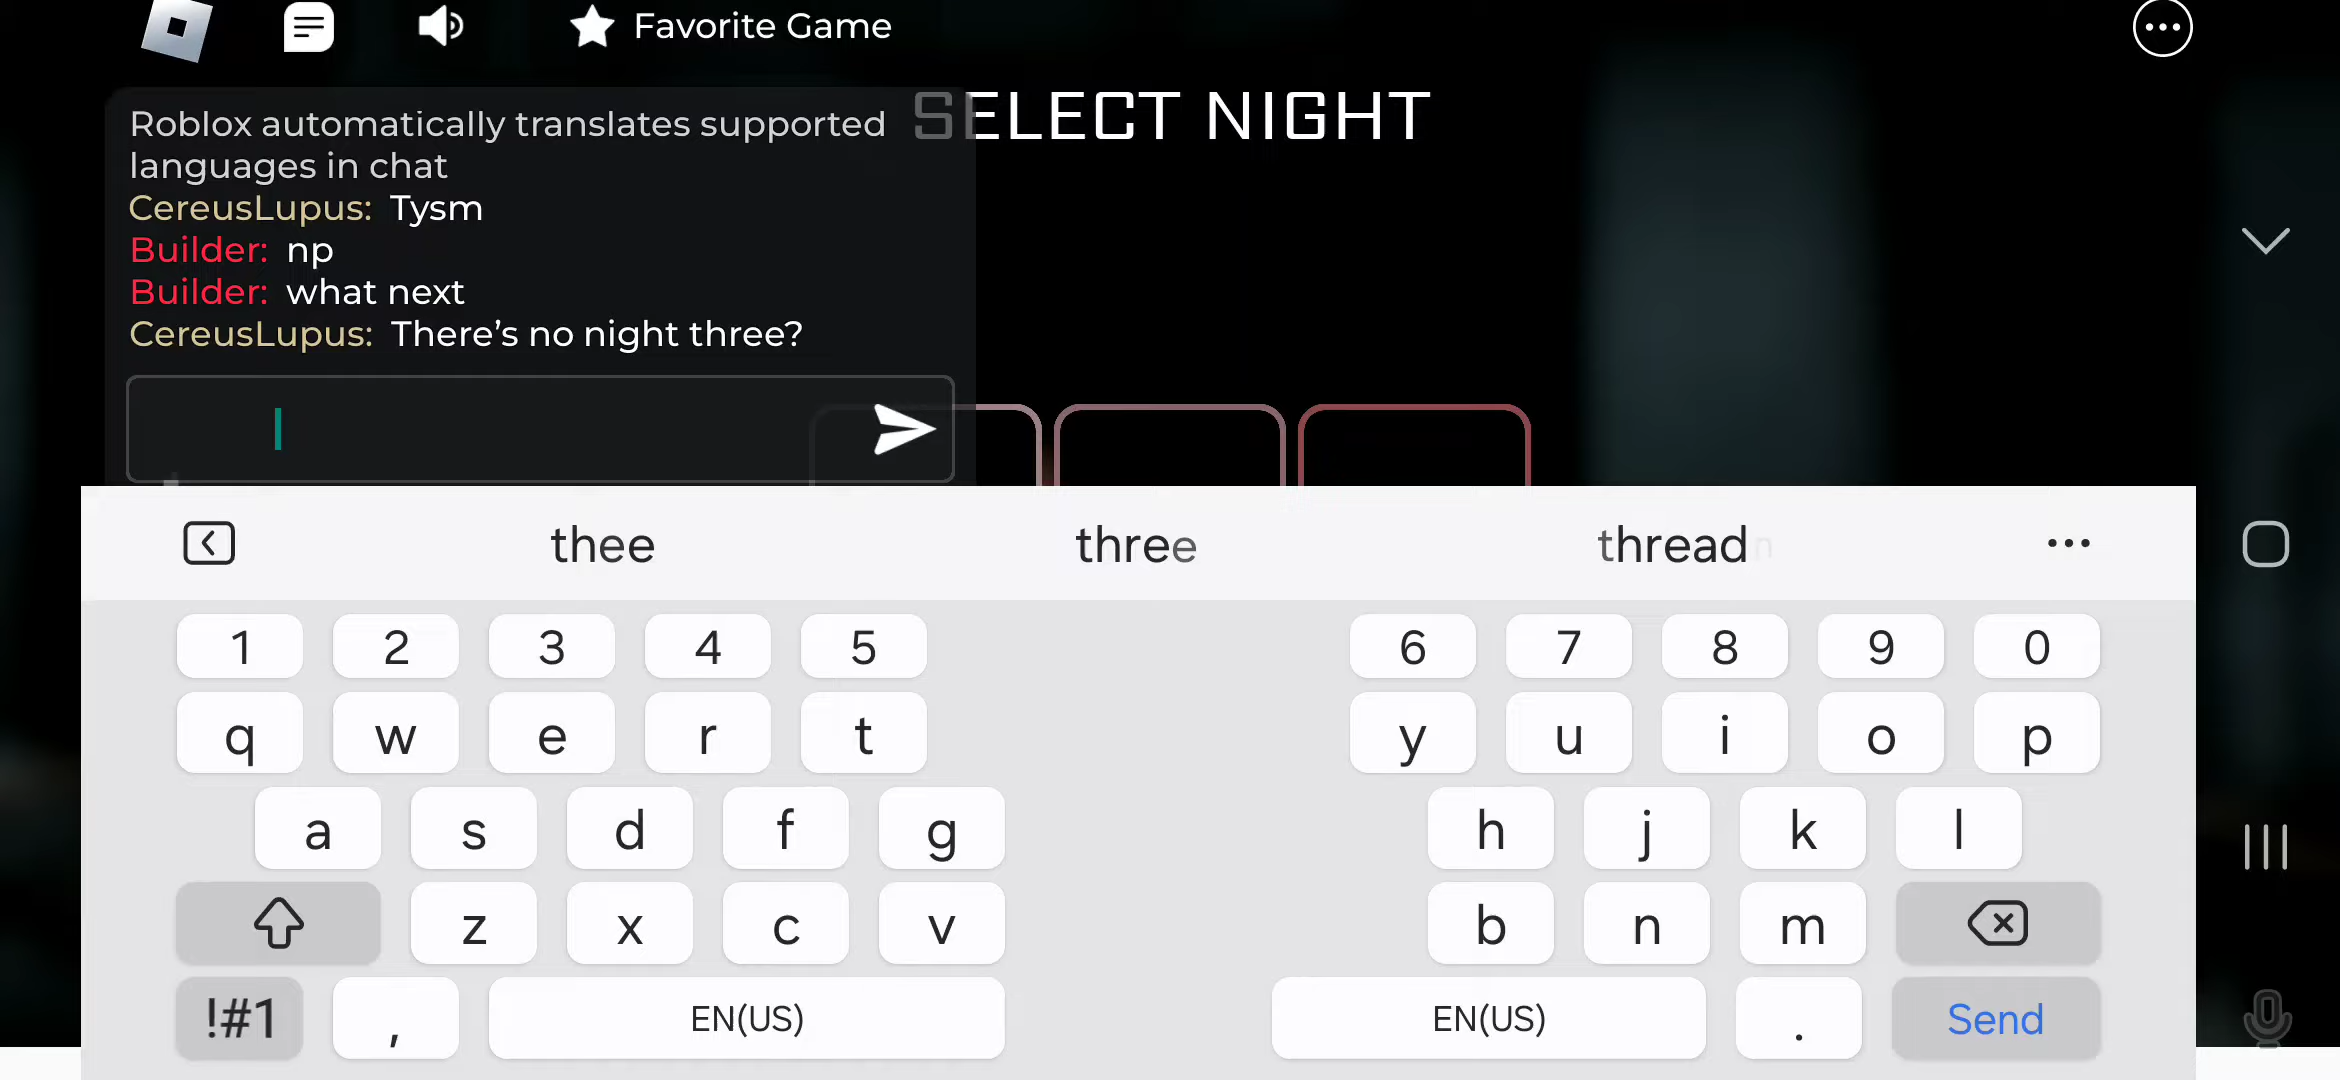 Favorite Game
SELECT NIGHT
Roblox automatically translates supported
languages in chat
CereusLupus: Tysm
Builder: np
Builder: what next
CereusLupus: There's no night three?
thee three thread
1 2 3 4 5 6 7 8 9 0
q w e r t y u i o p
a s d f g h j k l
z x c v b n m
!#1 , EN(US) EN(US) . Send